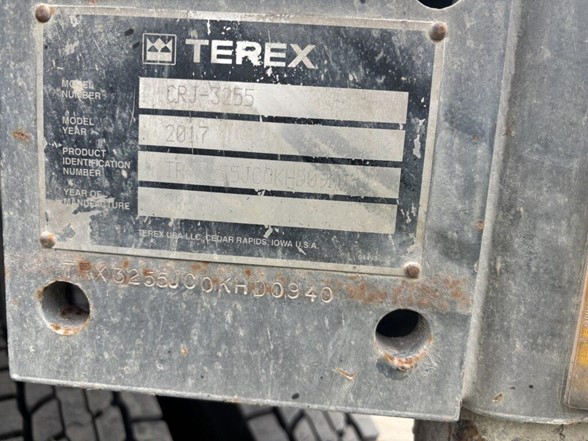 TEREX
MODEL NUMBER CRJ-3255
MODEL YEAR 2017
PRODUCT IDENTIFICATION NUMBER
YEAR OF MANUFACTURE
TEREX USA LLC, CEDAR RAPIDS, IOWA U.S.A.
TRX3255JCOKHD0940